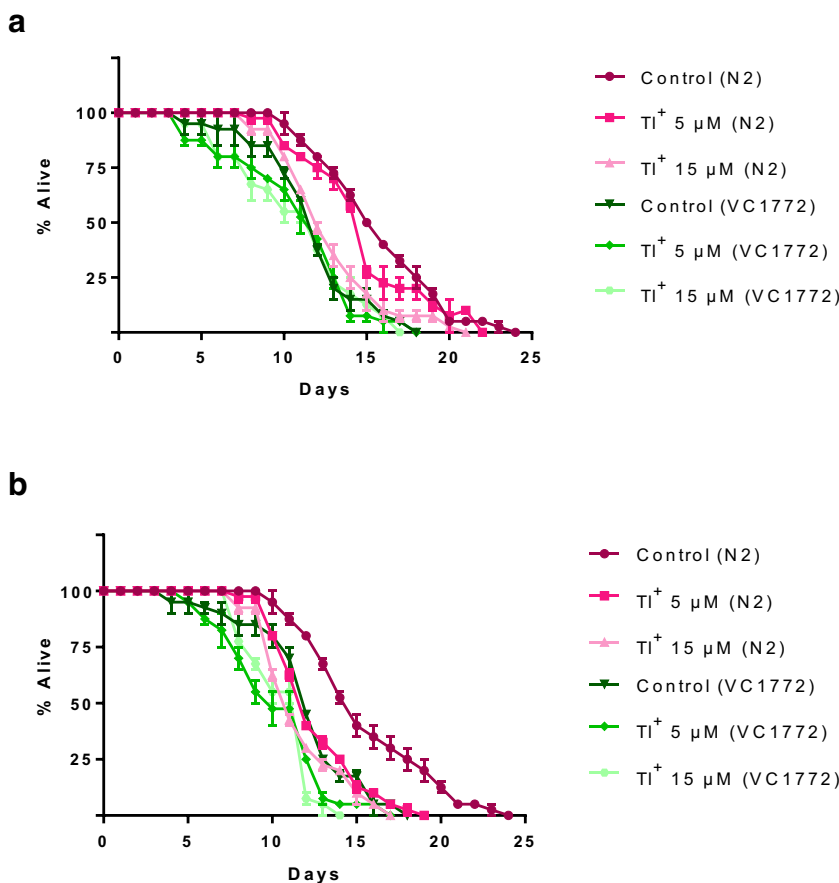 a
% Alive
100
75
50
25
0
5
10
15
20
25
Days
Control (N2)
Tl+ 5 µM (N2)
Tl+ 15 µM (N2)
Control (VC1772)
Tl+ 5 µM (VC1772)
Tl+ 15 µM (VC1772)
b
% Alive
100
75
50
25
0
5
10
15
20
25
Days
Control (N2)
Tl+ 5 µM (N2)
Tl+ 15 µM (N2)
Control (VC1772)
Tl+ 5 µM (VC1772)
Tl+ 15 µM (VC1772)